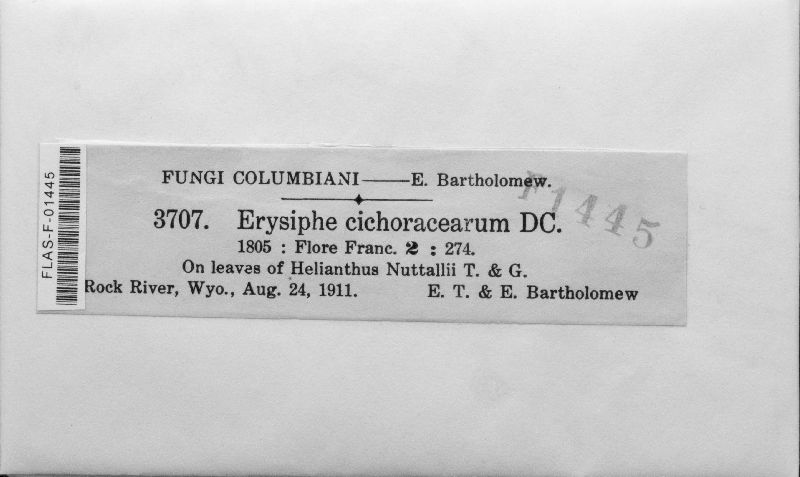 FUNGI COLUMBIANI——E. Bartholomew.
3707. Erysiphe cichoracearum DC.
1805 : Flore Franc. 2 : 274.
On leaves of Helianthus Nuttallii T. & G.
Rock River, Wyo., Aug. 24, 1911. E. T. & E. Bartholomew
FLAS-F-01445
F1445